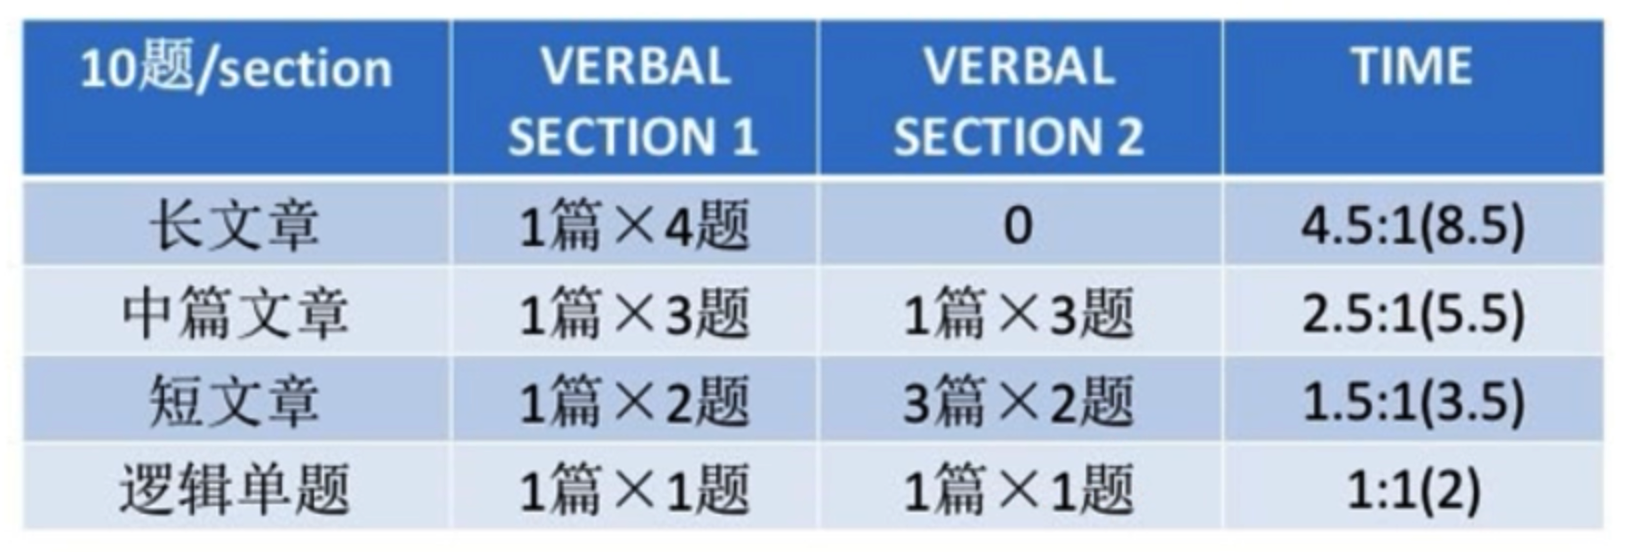 10题/section VERBAL SECTION 1 VERBAL SECTION 2 TIME
长文章 1篇×4题 0 4.5:1(8.5)
中篇文章 1篇×3题 1篇×3题 2.5:1(5.5)
短文章 1篇×2题 3篇×2题 1.5:1(3.5)
逻辑单题 1篇×1题 1篇×1题 1:1(2)